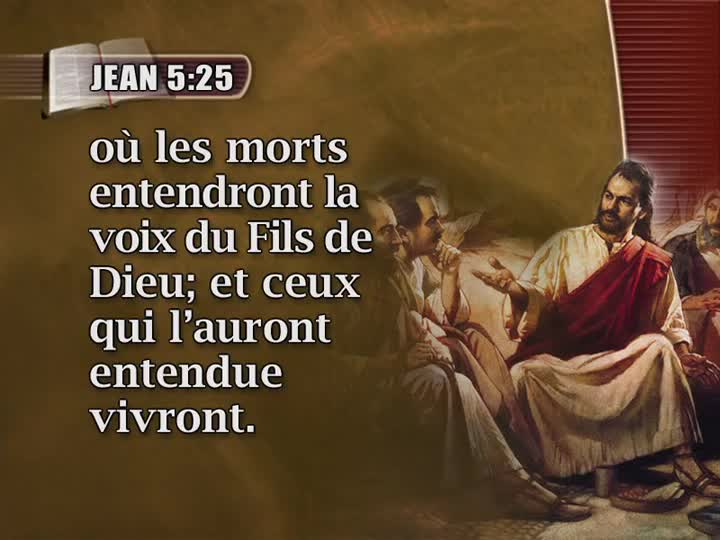 JEAN 5:25
où les morts
entendront la
voix du Fils de
Dieu; et ceux
qui l’auront
entendue
vivront.